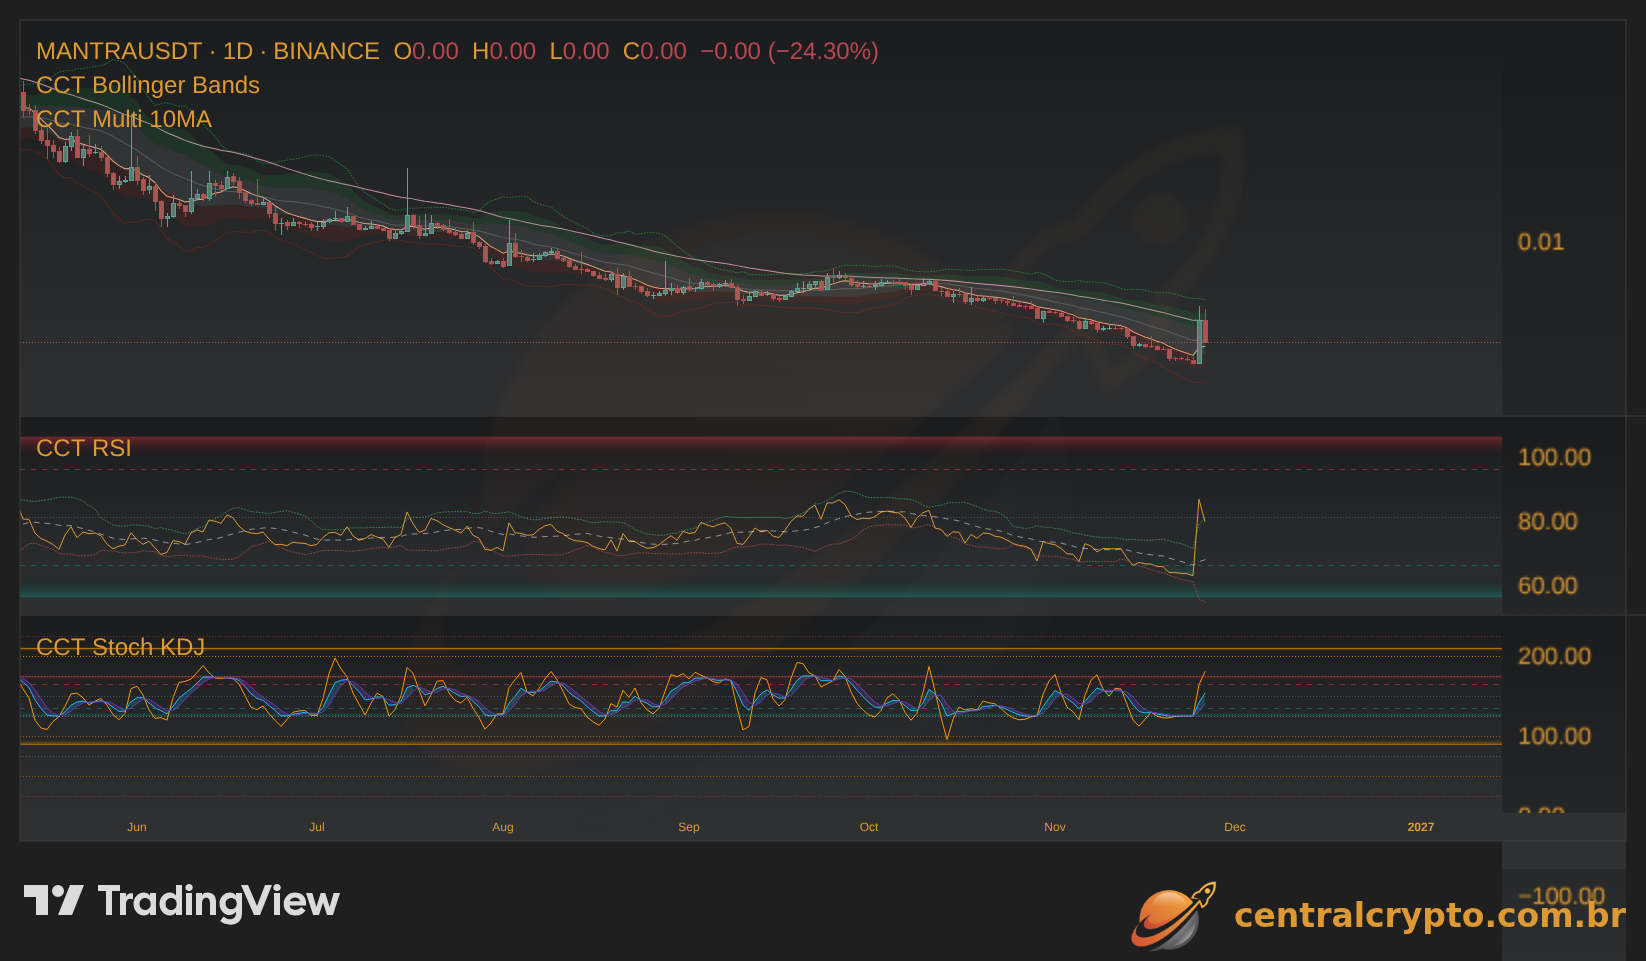 MANTRAUSDT · 1D · BINANCE O0.00 H0.00 L0.00 C0.00 −0.00 (−24.30%)
CCT Bollinger Bands
CCT Multi 10MA
0.01
CCT RSI
100.00
80.00
60.00
CCT Stoch KDJ
200.00
100.00
0.00
Jun Jul Aug Sep Oct Nov Dec 2027
−100.00
TradingView
centralcrypto.com.br